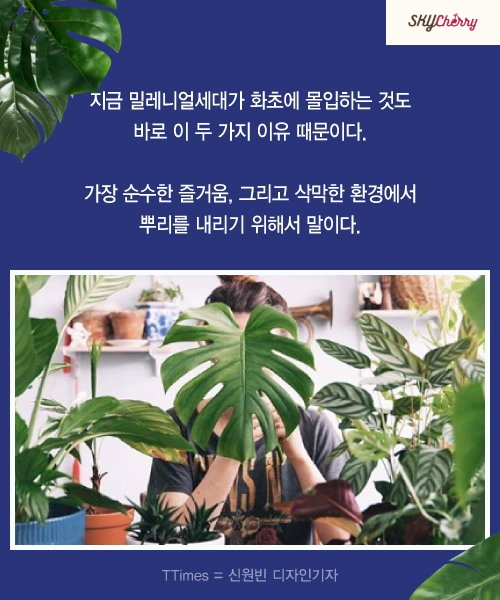 SKYCherry
지금 밀레니얼세대가 화초에 몰입하는 것도
바로 이 두 가지 이유 때문이다.
가장 순수한 즐거움, 그리고 삭막한 환경에서
뿌리를 내리기 위해서 말이다.
TTimes = 신원빈 디자인기자